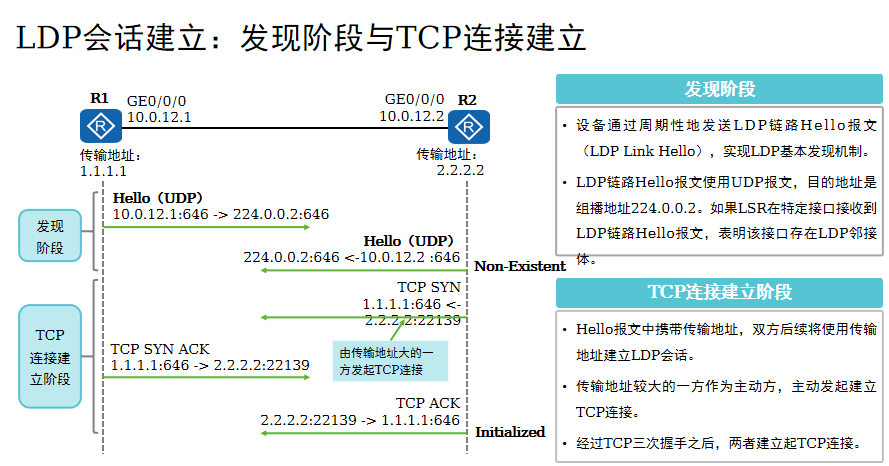 LDP会话建立：发现阶段与TCP连接建立
R1
GE0/0/0
10.0.12.1
GE0/0/0
10.0.12.2
R2
R
R
传输地址：
1.1.1.1
传输地址：
2.2.2.2
发现
阶段
Hello（UDP）
10.0.12.1:646 -> 224.0.0.2:646
Hello（UDP）
224.0.0.2:646 <-10.0.12.2 :646
Non-Existent
TCP
连接建
立阶段
TCP SYN
1.1.1.1:646 <-
2.2.2.2:22139
由传输地址大的一
方发起TCP连接
TCP SYN ACK
1.1.1.1:646 -> 2.2.2.2:22139
TCP ACK
2.2.2.2:22139 -> 1.1.1.1:646
Initialized
发现阶段
• 设备通过周期性地发送LDP链路Hello报文
（LDP Link Hello），实现LDP基本发现机制。
• LDP链路Hello报文使用UDP报文，目的地址是
组播地址224.0.0.2。如果LSR在特定接口接收到
LDP链路Hello报文，表明该接口存在LDP邻接
体。
TCP连接建立阶段
• Hello报文中携带传输地址，双方后续将使用传输
地址建立LDP会话。
• 传输地址较大的一方作为主动方，主动发起建立
TCP连接。
• 经过TCP三次握手之后，两者建立起TCP连接。